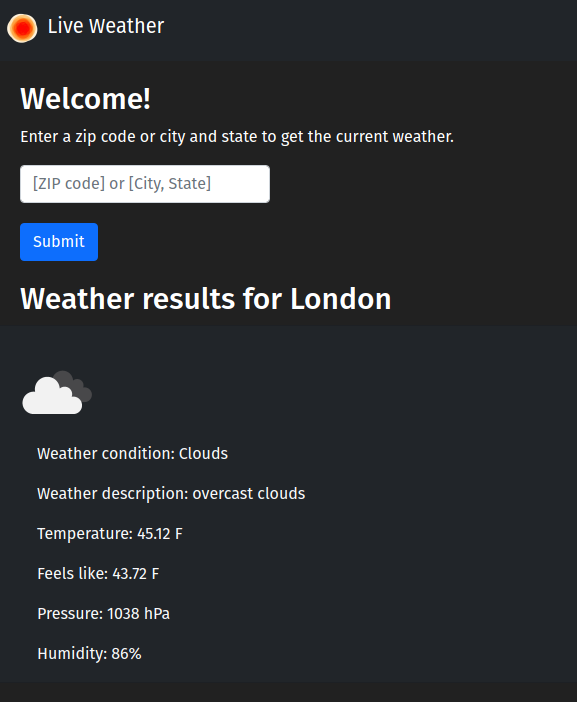 Live Weather
Welcome!
Enter a zip code or city and state to get the current weather.
[ZIP code] or [City, State]
Submit
Weather results for London
Weather condition: Clouds
Weather description: overcast clouds
Temperature: 45.12 F
Feels like: 43.72 F
Pressure: 1038 hPa
Humidity: 86%